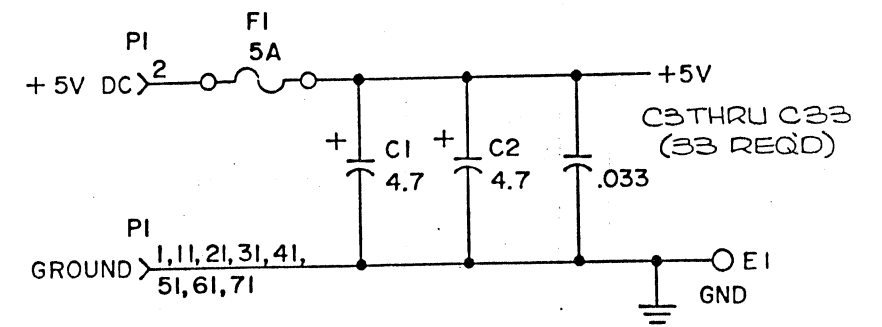 F1
5A
P1
2
+ 5V DC
+5V
C3 THRU C33
(33 REQ'D)
+ C1
4.7
+ C2
4.7
.033
P1
GROUND
1,11,21,31,41,
51,61,71
E1
GND